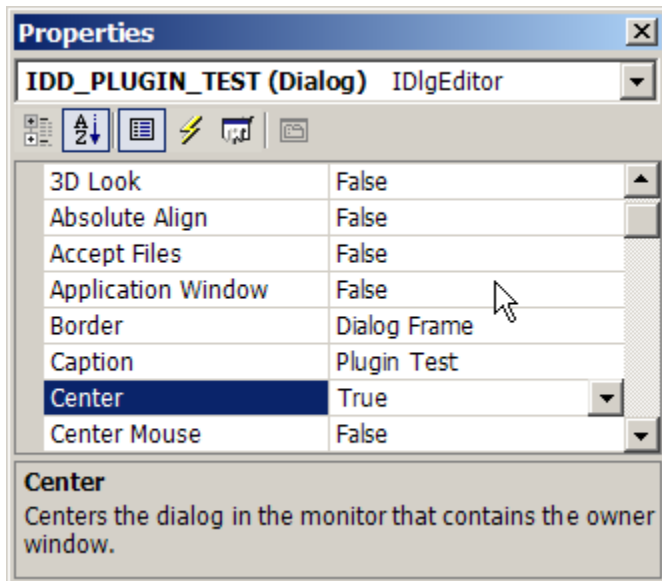 Properties
IDD_PLUGIN_TEST (Dialog) IDlgEditor
3D Look False
Absolute Align False
Accept Files False
Application Window False
Border Dialog Frame
Caption Plugin Test
Center True
Center Mouse False
Center
Centers the dialog in the monitor that contains the owner
window.